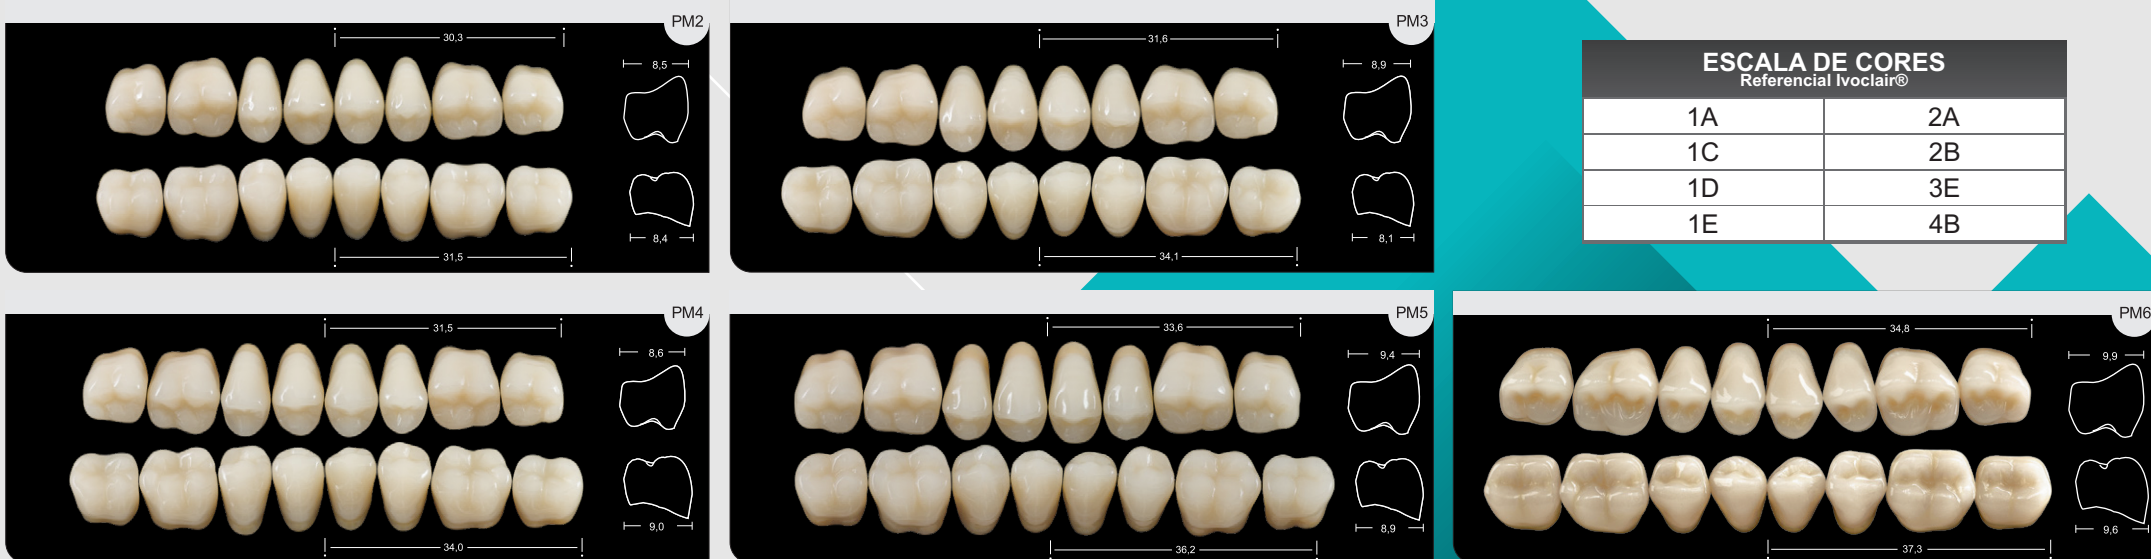 PM2
30,3
8,5
8,4
31,5
PM3
31,6
8,9
8,1
34,1
ESCALA DE CORES
Referencial Ivoclair®
1A 2A
1C 2B
1D 3E
1E 4B
PM4
31,5
8,6
9,0
34,0
PM5
33,6
9,4
8,9
36,2
PM6
34,8
9,9
9,6
37,3